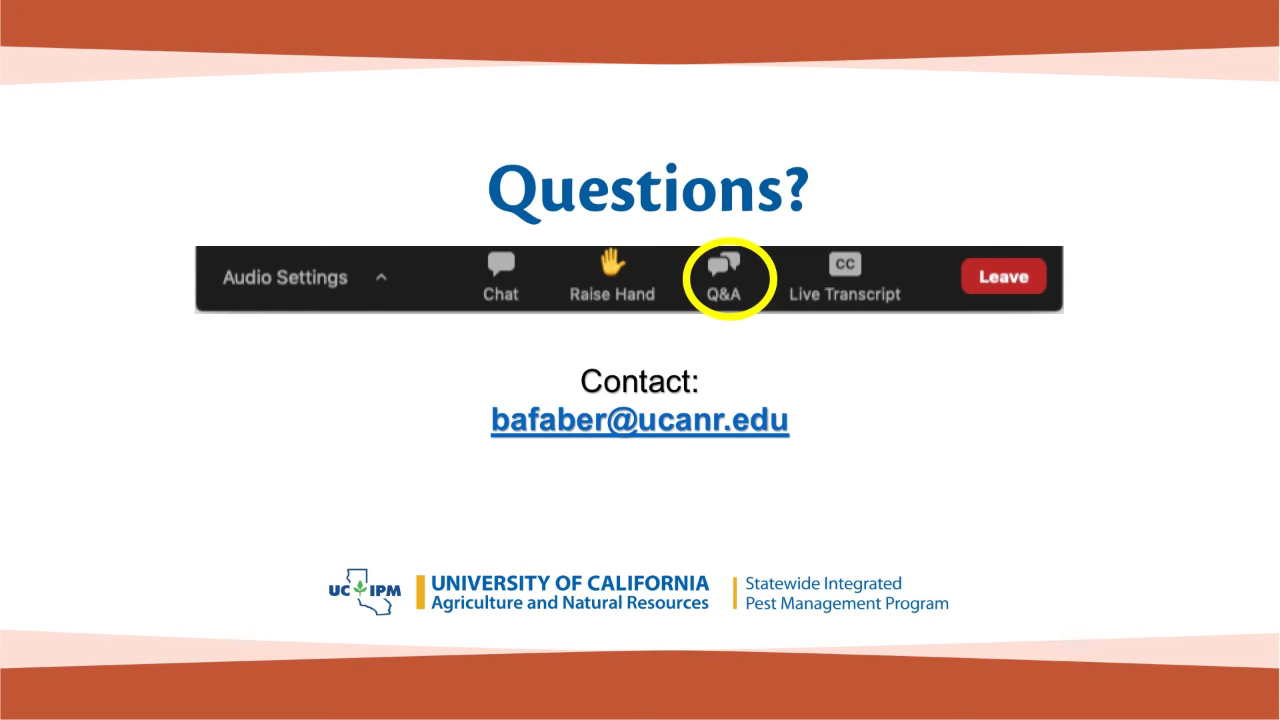 Questions?
Audio Settings
Chat
Raise Hand
Q&A
CC
Live Transcript
Leave
Contact:
bafaber@ucanr.edu
UC IPM
UNIVERSITY OF CALIFORNIA
Agriculture and Natural Resources
Statewide Integrated
Pest Management Program